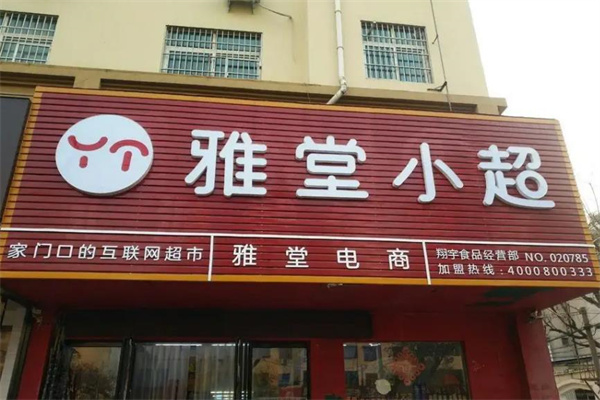 雅堂小超
家门口的互联网超市
雅堂电商
翔宇食品经营部 NO.020785
加盟热线:4000800333